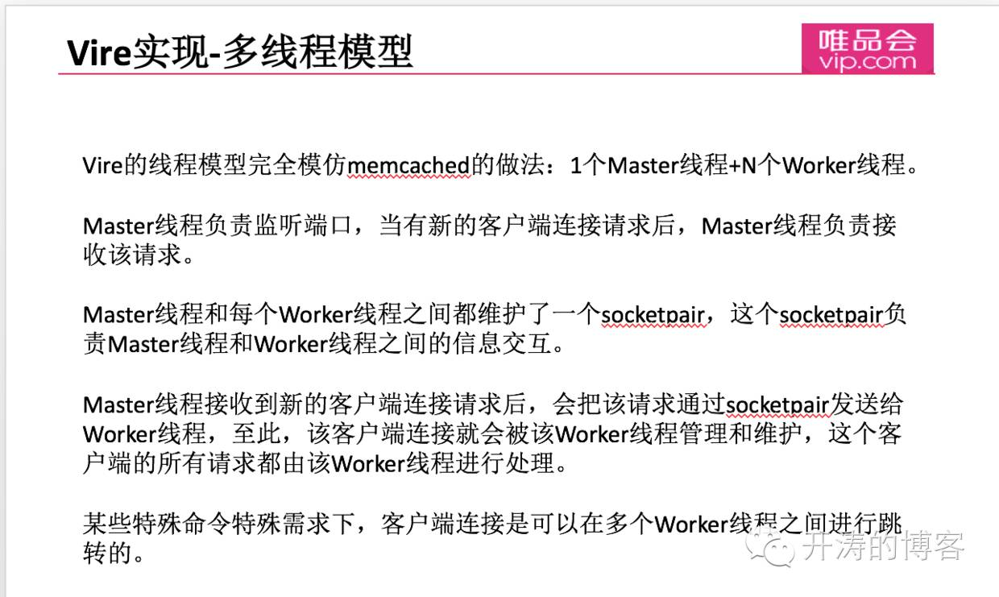 Vire实现-多线程模型
唯品会
vip.com
Vire的线程模型完全模仿memcached的做法：1个Master线程+N个Worker线程。
Master线程负责监听端口，当有新的客户端连接请求后，Master线程负责接
收该请求。
Master线程和每个Worker线程之间都维护了一个socketpair，这个socketpair负
责Master线程和Worker线程之间的信息交互。
Master线程接收到新的客户端连接请求后，会把该请求通过socketpair发送给
Worker线程，至此，该客户端连接就会被该Worker线程管理和维护，这个客
户端的所有请求都由该Worker线程进行处理。
某些特殊命令特殊需求下，客户端连接是可以在多个Worker线程之间进行跳
转的。
开涛的博客